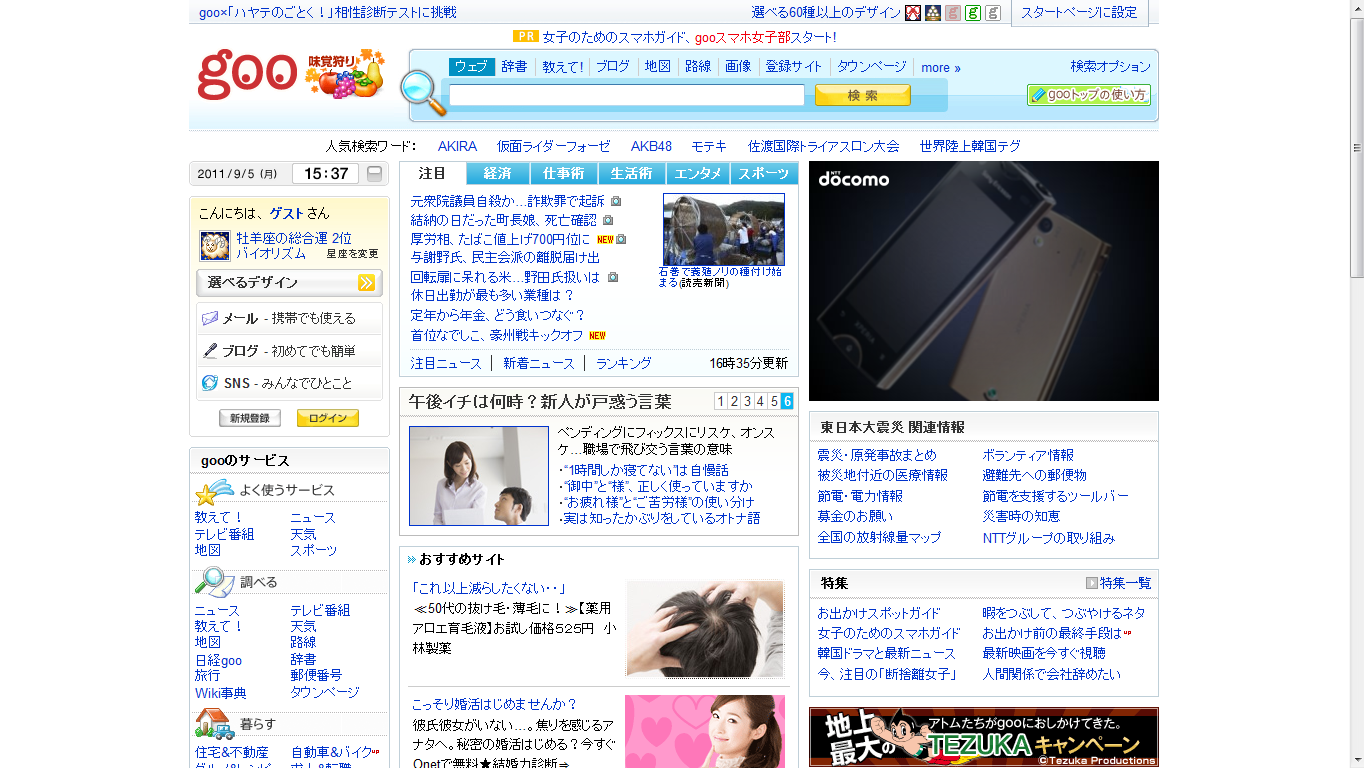 goo×「ハヤテのごとく！」相性診断テストに挑戦
選べる60種以上のデザイン
スタートページに設定
PR 女子のためのスマホガイド、gooスマホ女子部スタート!
goo
味覚狩り
ウェブ 辞書 教えて! ブログ 地図 路線 画像 登録サイト タウンページ more »
検索オプション
検索
gooトップの使い方
人気検索ワード: AKIRA 仮面ライダーフォーゼ AKB48 モテキ 佐渡国際トライアスロン大会 世界陸上韓国テグ
2011/9/5 (月) 15:37
こんにちは、ゲストさん
牡羊座の総合運 2位
バイオリズム 星座を変更
選べるデザイン
メール - 携帯でも使える
ブログ - 初めてでも簡単
SNS - みんなでひとこと
新規登録 ログイン
gooのサービス
よく使うサービス
教えて！ ニュース
テレビ番組 天気
地図 スポーツ
調べる
ニュース テレビ番組
教えて！ 天気
地図 路線
日経goo 辞書
旅行 郵便番号
Wiki事典 タウンページ
暮らす
住宅&不動産 自動車&バイクup
グルメ&レシピ 求人&転職
注目 経済 仕事術 生活術 エンタメ スポーツ
元衆院議員自殺か…詐欺罪で起訴
結納の日だった町長娘、死亡確認
厚労相、たばこ値上げ700円位に NEW
与謝野氏、民主会派の離脱届け出
回転扉に呆れる米…野田氏扱いは
休日出勤が最も多い業種は？
定年から年金、どう食いつなぐ？
首位なでしこ、豪州戦キックオフ NEW
石巻で養殖ノリの種付け始
まる(読売新聞)
注目ニュース 新着ニュース ランキング 16時35分更新
午後イチは何時？新人が戸惑う言葉
1 2 3 4 5 6
ペンディングにフィックスにリスケ、オンス
ケ…職場で飛び交う言葉の意味
・“1時間しか寝てない”は自慢話
・“御中”と“様”、正しく使っていますか
・“お疲れ様”と“ご苦労様”の使い分け
・実は知ったかぶりをしているオトナ語
おすすめサイト
「これ以上減らしたくない・・」
≪50代の抜け毛・薄毛に！≫【薬用
アロエ育毛液】お試し価格５２５円　小
林製薬
こっそり婚活はじめませんか？
彼氏彼女がいない…。焦りを感じるア
ナタへ。秘密の婚活はじめる？今すぐ
Onetで無料★結婚力診断⇒
NTT
docomo
東日本大震災 関連情報
震災・原発事故まとめ ボランティア情報
被災地付近の医療情報 避難先への郵便物
節電・電力情報 節電を支援するツールバー
募金のお願い 災害時の知恵
全国の放射線量マップ NTTグループの取り組み
特集 特集一覧
お出かけスポットガイド 暇をつぶして、つぶやけるネタ
女子のためのスマホガイド お出かけ前の最終手段はup
韓国ドラマと最新ニュース 最新映画を今すぐ視聴
今、注目の「断捨離女子」 人間関係で会社辞めたい
地上最大の
アトムたちがgooにおしかけてきた。
TEZUKAキャンペーン
©Tezuka Productions